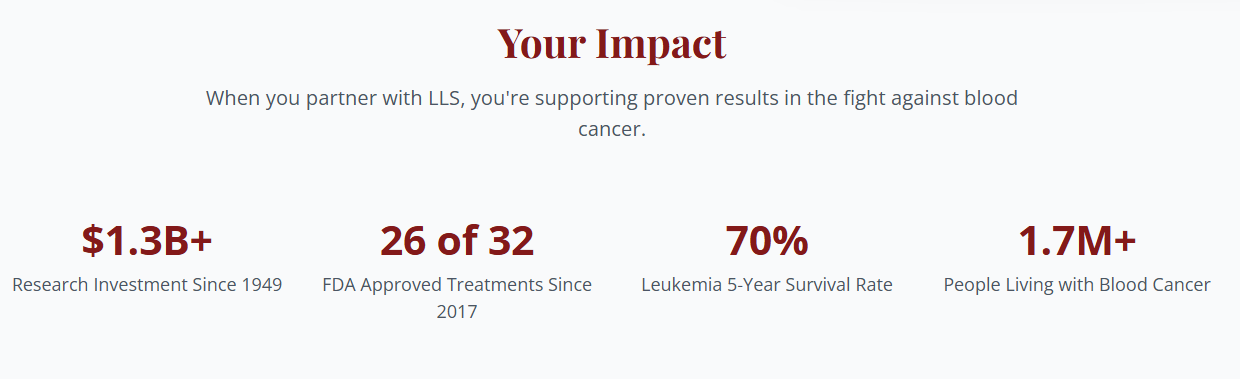 Your Impact
When you partner with LLS, you're supporting proven results in the fight against blood
cancer.
$1.3B+
Research Investment Since 1949
26 of 32
FDA Approved Treatments Since
2017
70%
Leukemia 5-Year Survival Rate
1.7M+
People Living with Blood Cancer